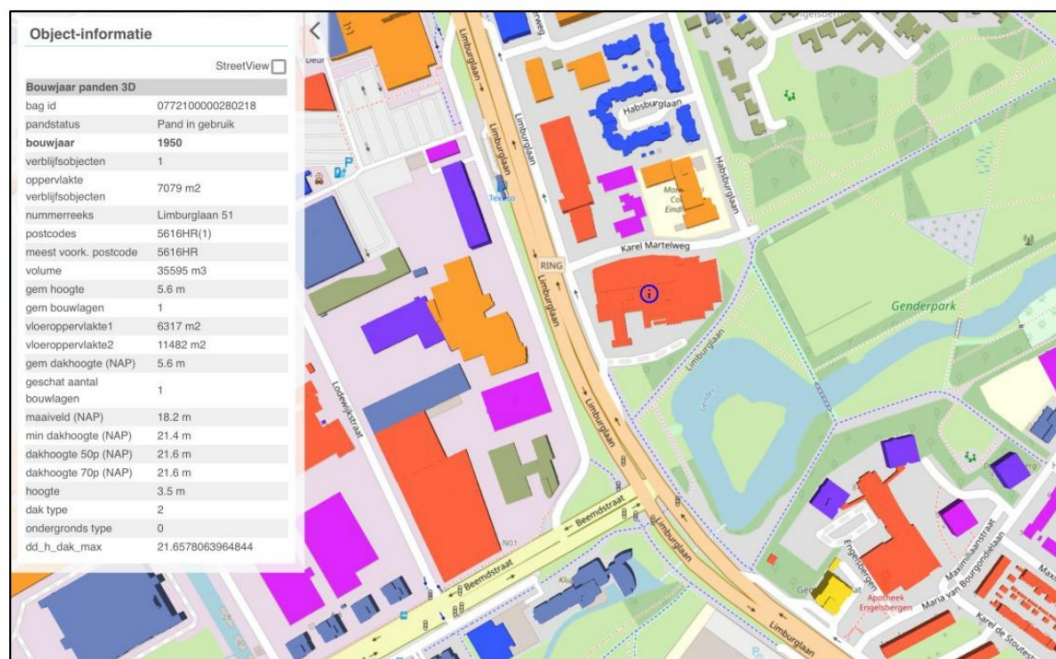 Object-informatie
StreetView
Bouwjaar panden 3D
bag id 0772100000280218
pandstatus Pand in gebruik
bouwjaar 1950
verblijfsobjecten 1
oppervlakte
verblijfsobjecten 7079 m2
nummerreeks Limburglaan 51
postcodes 5616HR(1)
meest voork. postcode 5616HR
volume 35595 m3
gem hoogte 5.6 m
gem bouwlagen 1
vloeroppervlakte1 6317 m2
vloeroppervlakte2 11482 m2
gem dakhoogte (NAP) 5.6 m
geschat aantal
bouwlagen 1
maaiveld (NAP) 18.2 m
min dakhoogte (NAP) 21.4 m
dakhoogte 50p (NAP) 21.6 m
dakhoogte 70p (NAP) 21.6 m
hoogte 3.5 m
dak type 2
ondergronds type 0
dd_h_dak_max 21.6578063964844
Limburglaan
Limburglaan
Limburglaan
Habsburglaan
Habsburglaan
Karel Martelweg
RING
Limburglaan
Limburglaan
Genderpark
Limburglaan
Lodewijkstraat
Limburglaan
Beemdstraat
Beemdstraat
N01
Limburglaan
Engelsbergen
Apotheek
Engelsbergen
Maximiliaanstraat
Maria van Bourgondielaan